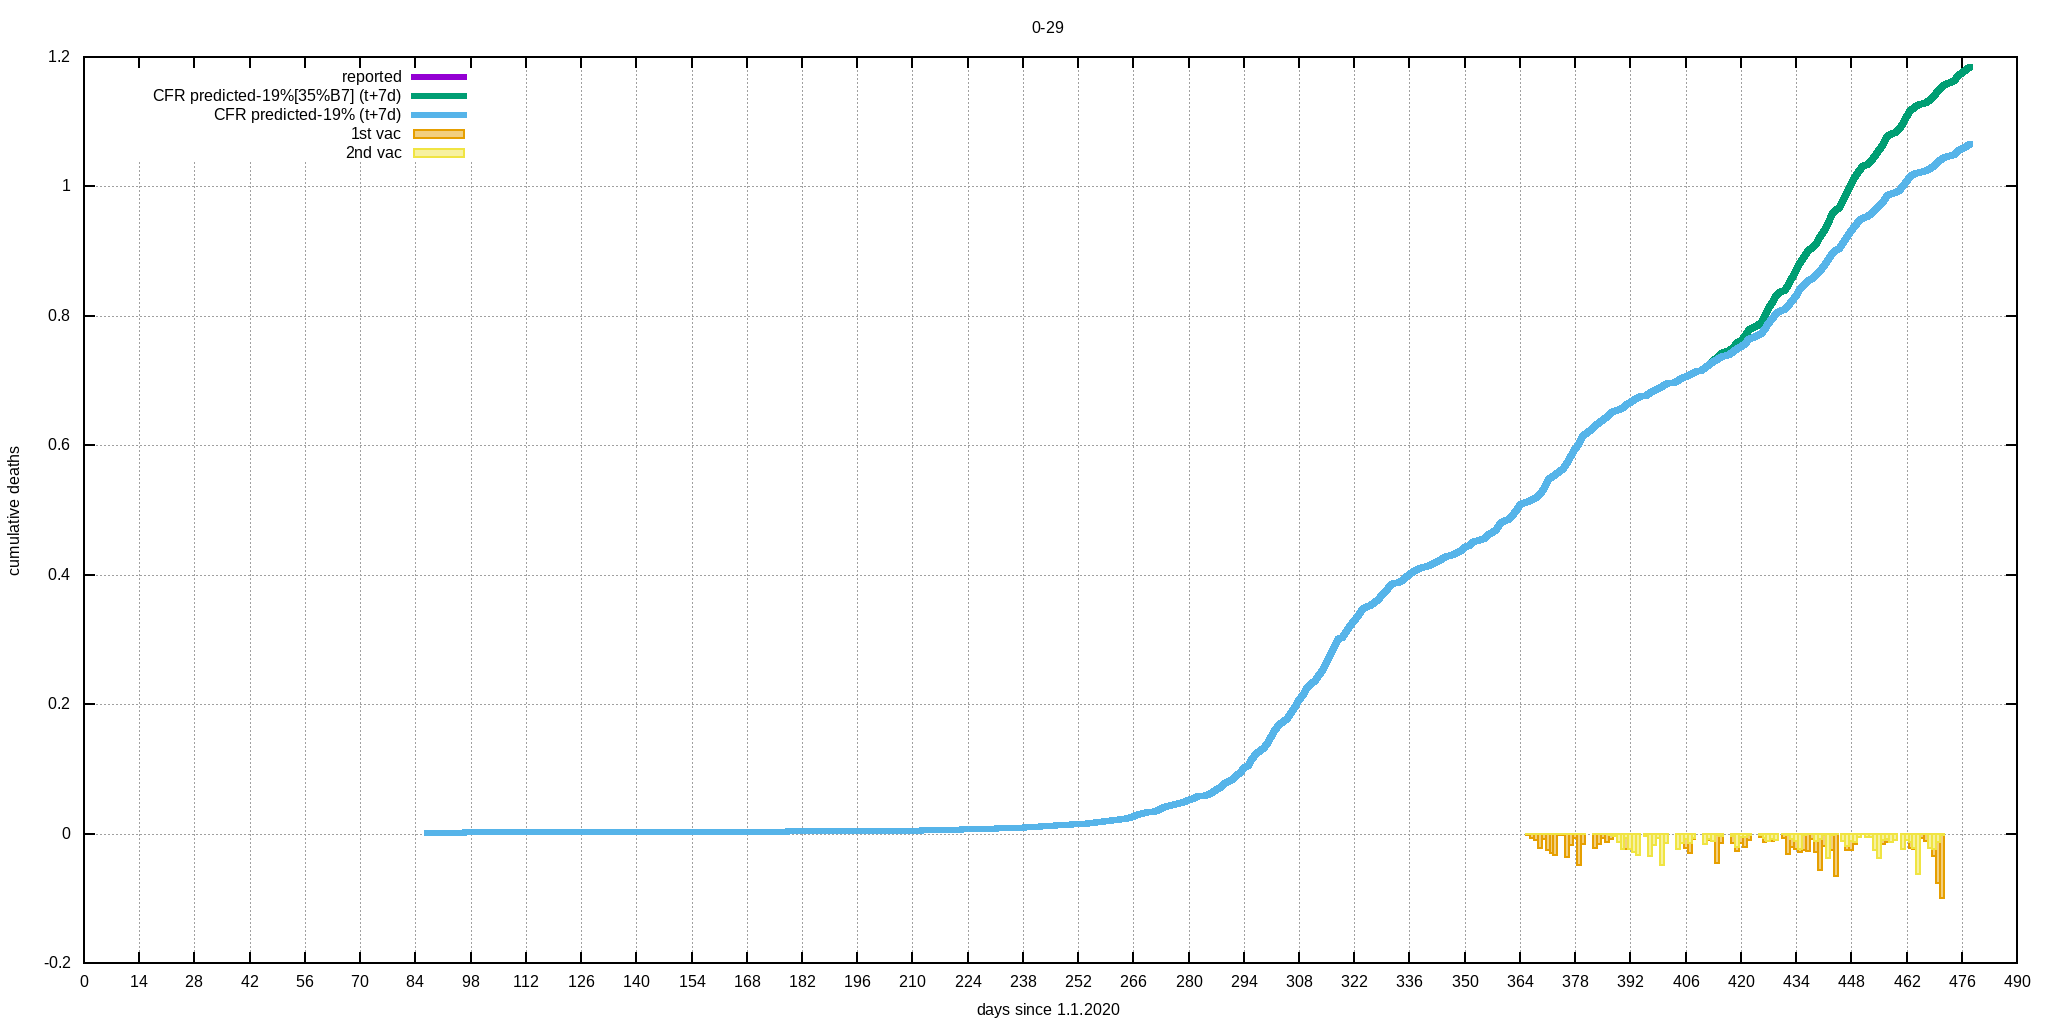 0-29
1.2
1
0.8
0.6
0.4
0.2
0
-0.2
cumulative deaths
reported
CFR predicted-19%[35%B7] (t+7d)
CFR predicted-19% (t+7d)
1st vac
2nd vac
0 14 28 42 56 70 84 98 112 126 140 154 168 182 196 210 224 238 252 266 280 294 308 322 336 350 364 378 392 406 420 434 448 462 476 490
days since 1.1.2020